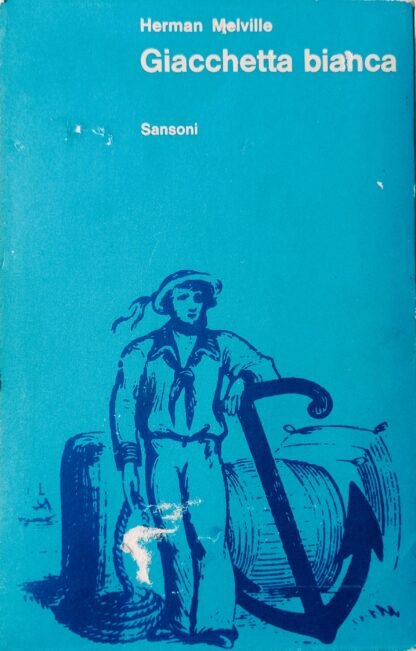 Herman Melville
Giacchetta bianca
Sansoni